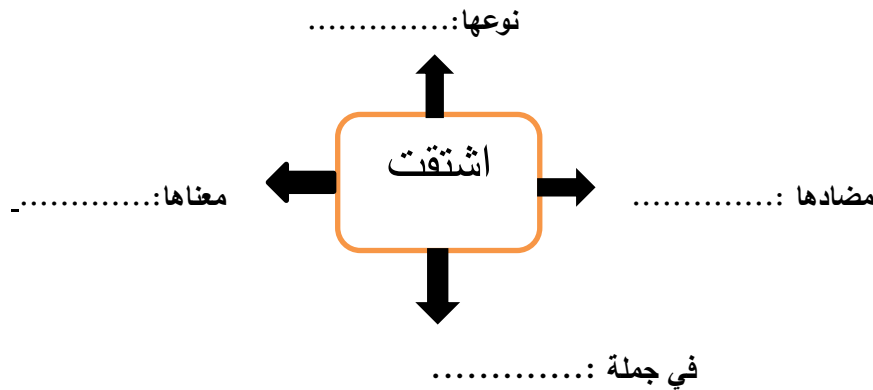 نوعها:..............
اشتقت
مضادها :..............
معناها:.............
في جملة :.............